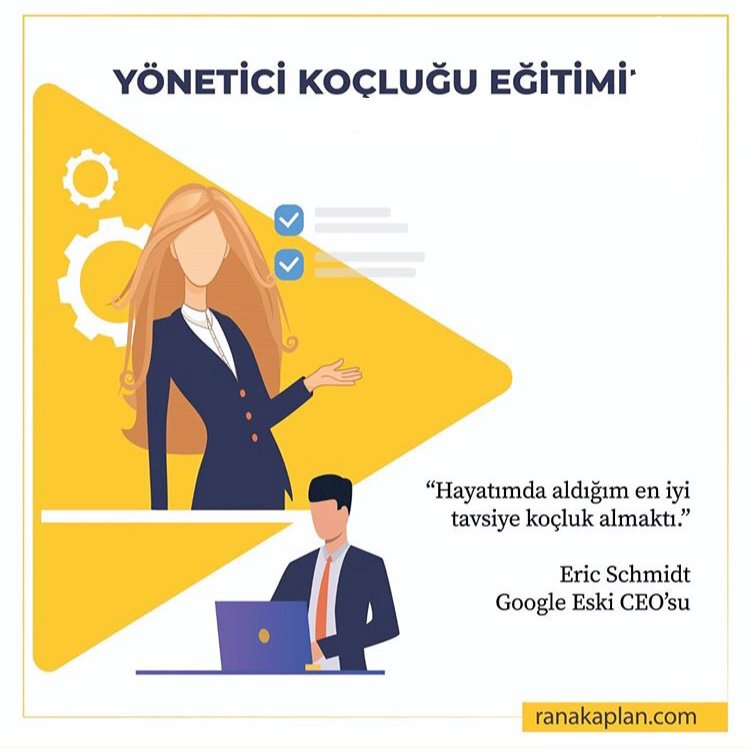 YÖNETİCİ KOÇLUĞU EĞİTİMİ'
“Hayatımda aldığım en iyi
tavsiye koçluk almaktı.”
Eric Schmidt
Google Eski CEO’su
ranakaplan.com